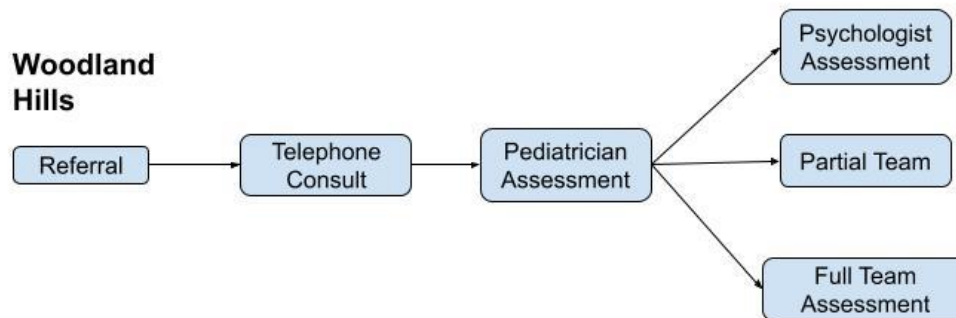 Woodland
Hills
Referral
Telephone
Consult
Pediatrician
Assessment
Psychologist
Assessment
Partial Team
Full Team
Assessment